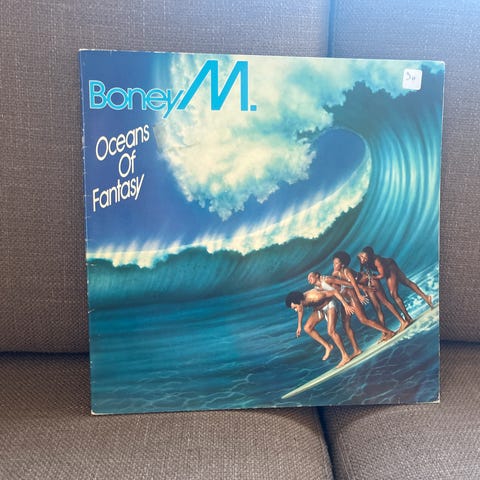 Boney M.
Oceans
Of
Fantasy